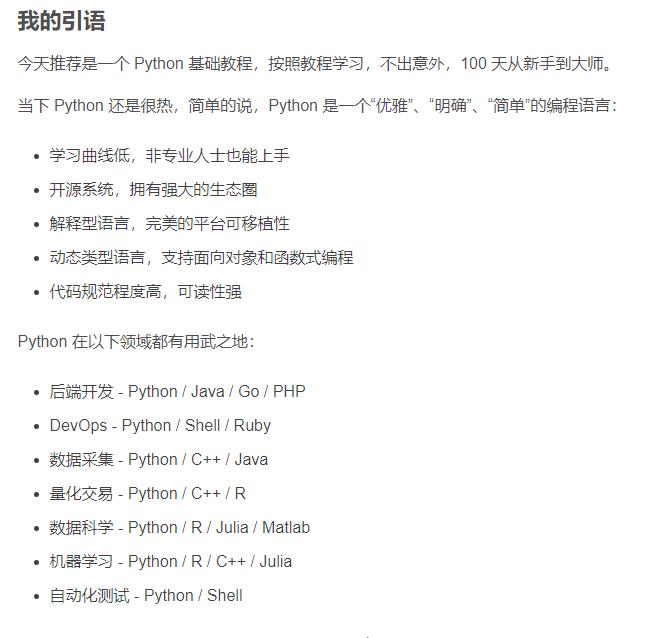 我的引语
今天推荐是一个 Python 基础教程，按照教程学习，不出意外，100 天从新手到大师。
当下 Python 还是很热，简单的说，Python 是一个“优雅”、“明确”、“简单”的编程语言：
• 学习曲线低，非专业人士也能上手
• 开源系统，拥有强大的生态圈
• 解释型语言，完美的平台可移植性
• 动态类型语言，支持面向对象和函数式编程
• 代码规范程度高，可读性强
Python 在以下领域都有用武之地：
• 后端开发 - Python / Java / Go / PHP
• DevOps - Python / Shell / Ruby
• 数据采集 - Python / C++ / Java
• 量化交易 - Python / C++ / R
• 数据科学 - Python / R / Julia / Matlab
• 机器学习 - Python / R / C++ / Julia
• 自动化测试 - Python / Shell